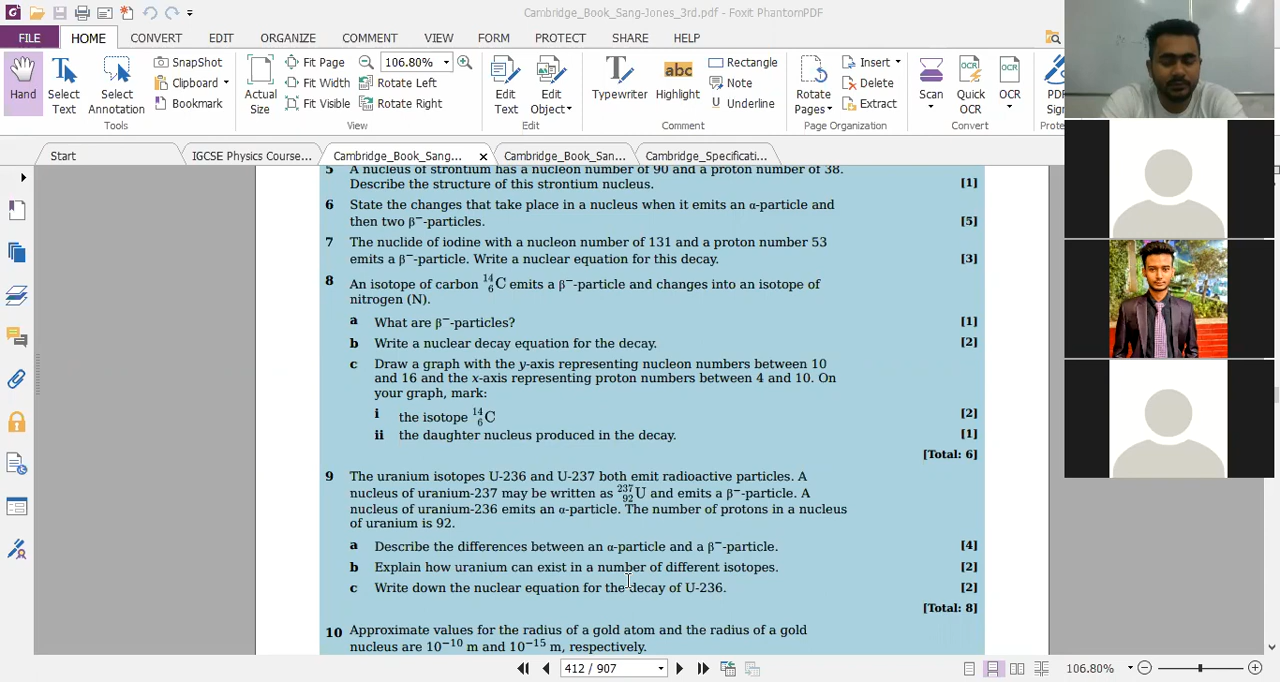 Cambridge_Book_Sang-Jones_3rd.pdf - Foxit PhantomPDF
FILE HOME CONVERT EDIT ORGANIZE COMMENT VIEW FORM PROTECT SHARE HELP
Hand
Select Text
Select Annotation
SnapShot
Clipboard
Bookmark
Tools
Actual Size
Fit Page
Fit Width
Fit Visible
106.80%
Rotate Left
Rotate Right
View
Edit Text
Edit Object
Edit
Typewriter
Highlight
Rectangle
Note
Underline
Comment
Rotate Pages
Insert
Delete
Extract
Page Organization
Scan
Quick OCR
OCR
Convert
PDF
Sign
Prote
Start IGCSE Physics Course... Cambridge_Book_Sang... Cambridge_Book_San... Cambridge_Specificati...
5 A nucleus of strontium has a nucleon number of 90 and a proton number of 38.
Describe the structure of this strontium nucleus. [1]
6 State the changes that take place in a nucleus when it emits an α-particle and
then two β⁻-particles. [5]
7 The nuclide of iodine with a nucleon number of 131 and a proton number 53
emits a β⁻-particle. Write a nuclear equation for this decay. [3]
8 An isotope of carbon ¹⁴₆C emits a β⁻-particle and changes into an isotope of
nitrogen (N).
a What are β⁻-particles? [1]
b Write a nuclear decay equation for the decay. [2]
c Draw a graph with the y-axis representing nucleon numbers between 10
and 16 and the x-axis representing proton numbers between 4 and 10. On
your graph, mark:
i the isotope ¹⁴₆C [2]
ii the daughter nucleus produced in the decay. [1]
[Total: 6]
9 The uranium isotopes U-236 and U-237 both emit radioactive particles. A
nucleus of uranium-237 may be written as ²³⁷₉₂U and emits a β⁻-particle. A
nucleus of uranium-236 emits an α-particle. The number of protons in a nucleus
of uranium is 92.
a Describe the differences between an α-particle and a β⁻-particle. [4]
b Explain how uranium can exist in a number of different isotopes. [2]
c Write down the nuclear equation for the decay of U-236. [2]
[Total: 8]
10 Approximate values for the radius of a gold atom and the radius of a gold
nucleus are 10⁻¹⁰ m and 10⁻¹⁵ m, respectively.
412 / 907
106.80%